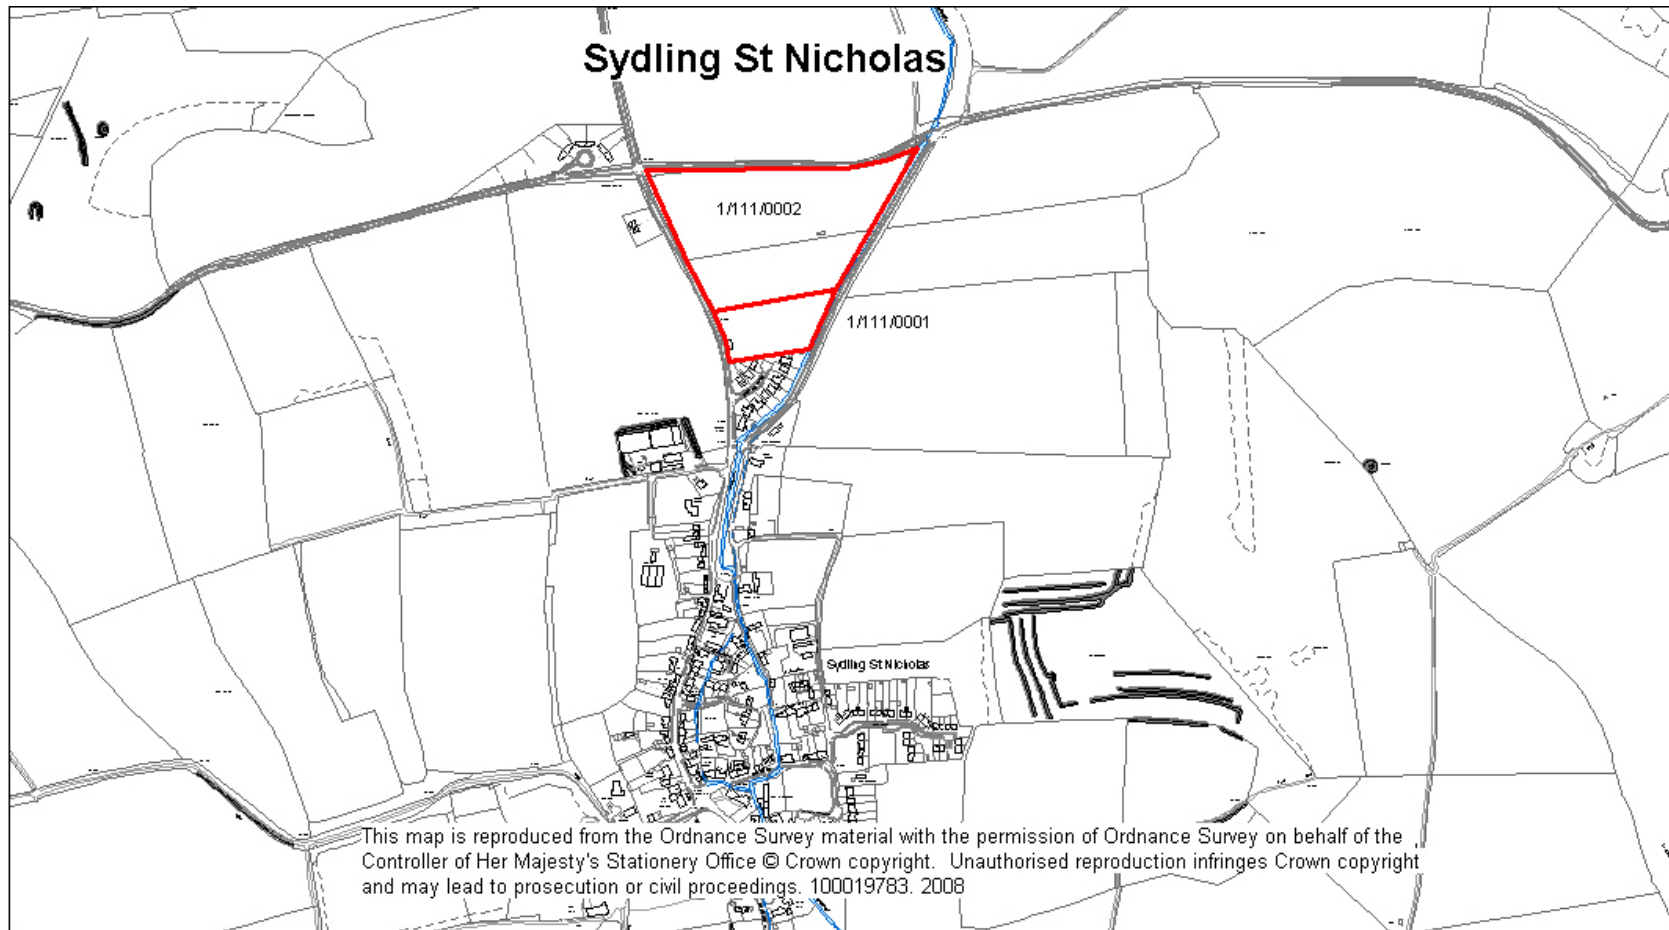 Sydling St Nicholas
1/111/0002
1/111/0001
Sydling St Nicholas
This map is reproduced from the Ordnance Survey material with the permission of Ordnance Survey on behalf of the
Controller of Her Majesty's Stationery Office © Crown copyright. Unauthorised reproduction infringes Crown copyright
and may lead to prosecution or civil proceedings. 100019783. 2008